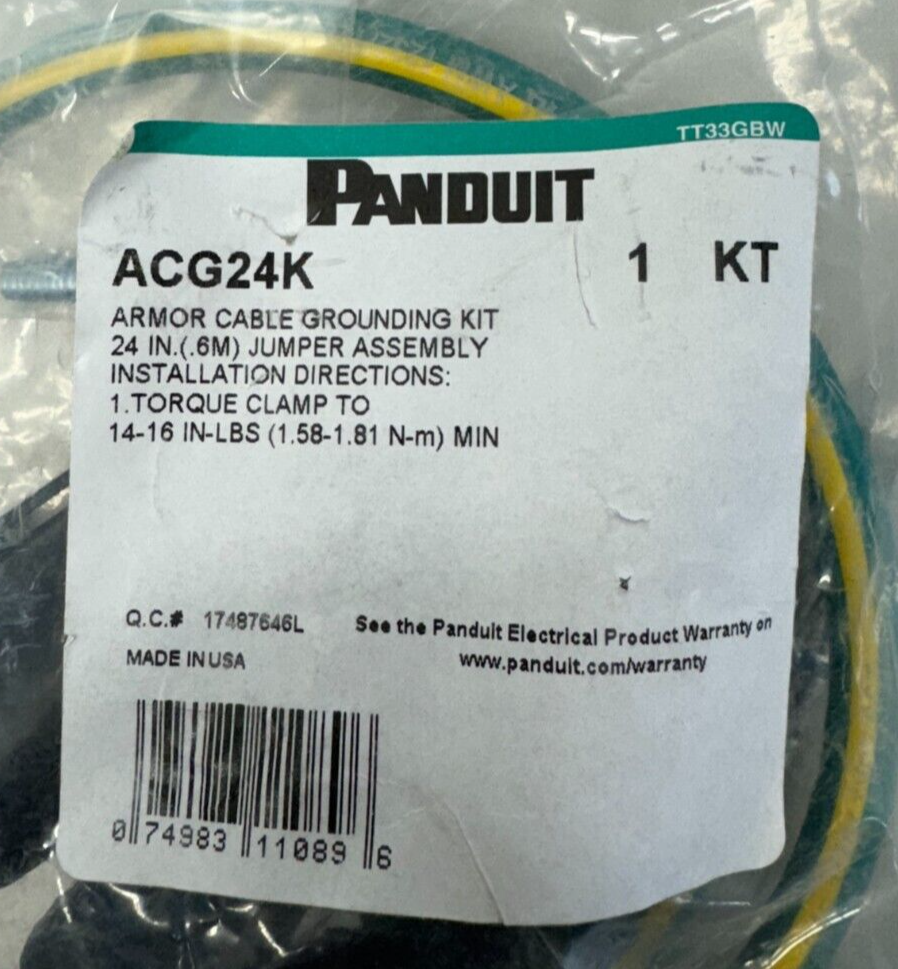 TT33GBW
PANDUIT
ACG24K 1 KT
ARMOR CABLE GROUNDING KIT
24 IN.(.6M) JUMPER ASSEMBLY
INSTALLATION DIRECTIONS:
1.TORQUE CLAMP TO
14-16 IN-LBS (1.58-1.81 N-m) MIN
Q.C.# 17487646L
See the Panduit Electrical Product Warranty on
www.panduit.com/warranty
MADE IN USA
0 74983 11089 6